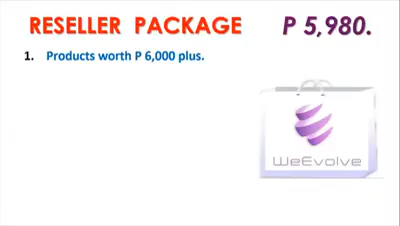 RESELLER PACKAGE P 5,980.
1. Products worth P 6,000 plus.
WeEvolve